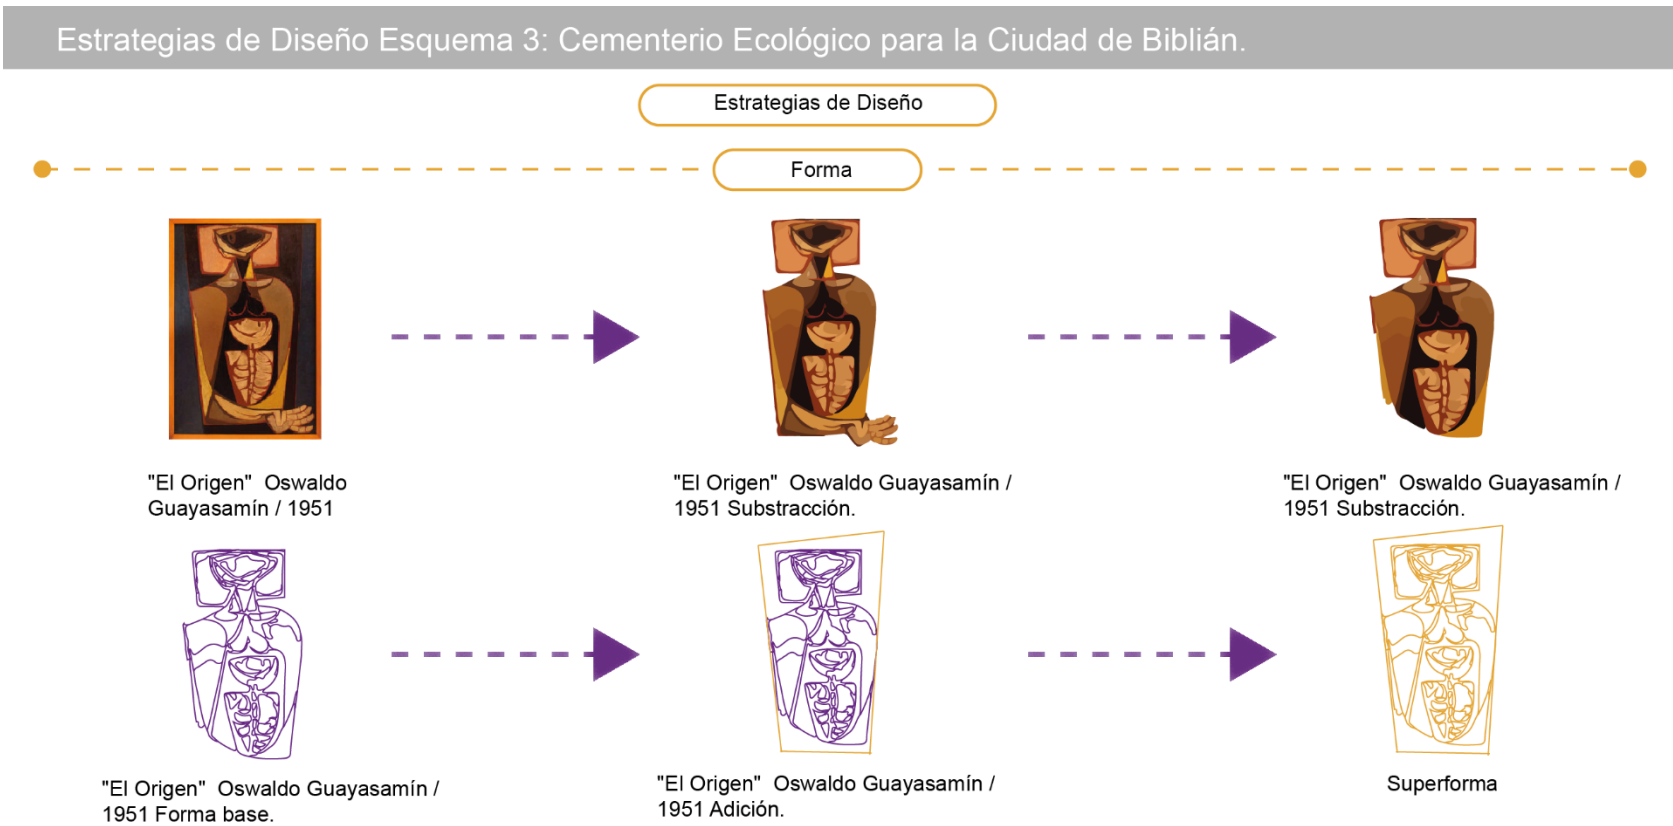 Estrategias de Diseño Esquema 3: Cementerio Ecológico para la Ciudad de Biblián.
Estrategias de Diseño
Forma
"El Origen" Oswaldo
Guayasamín / 1951
"El Origen" Oswaldo Guayasamín /
1951 Substracción.
"El Origen" Oswaldo Guayasamín /
1951 Substracción.
"El Origen" Oswaldo Guayasamín /
1951 Forma base.
"El Origen" Oswaldo Guayasamín /
1951 Adición.
Superforma